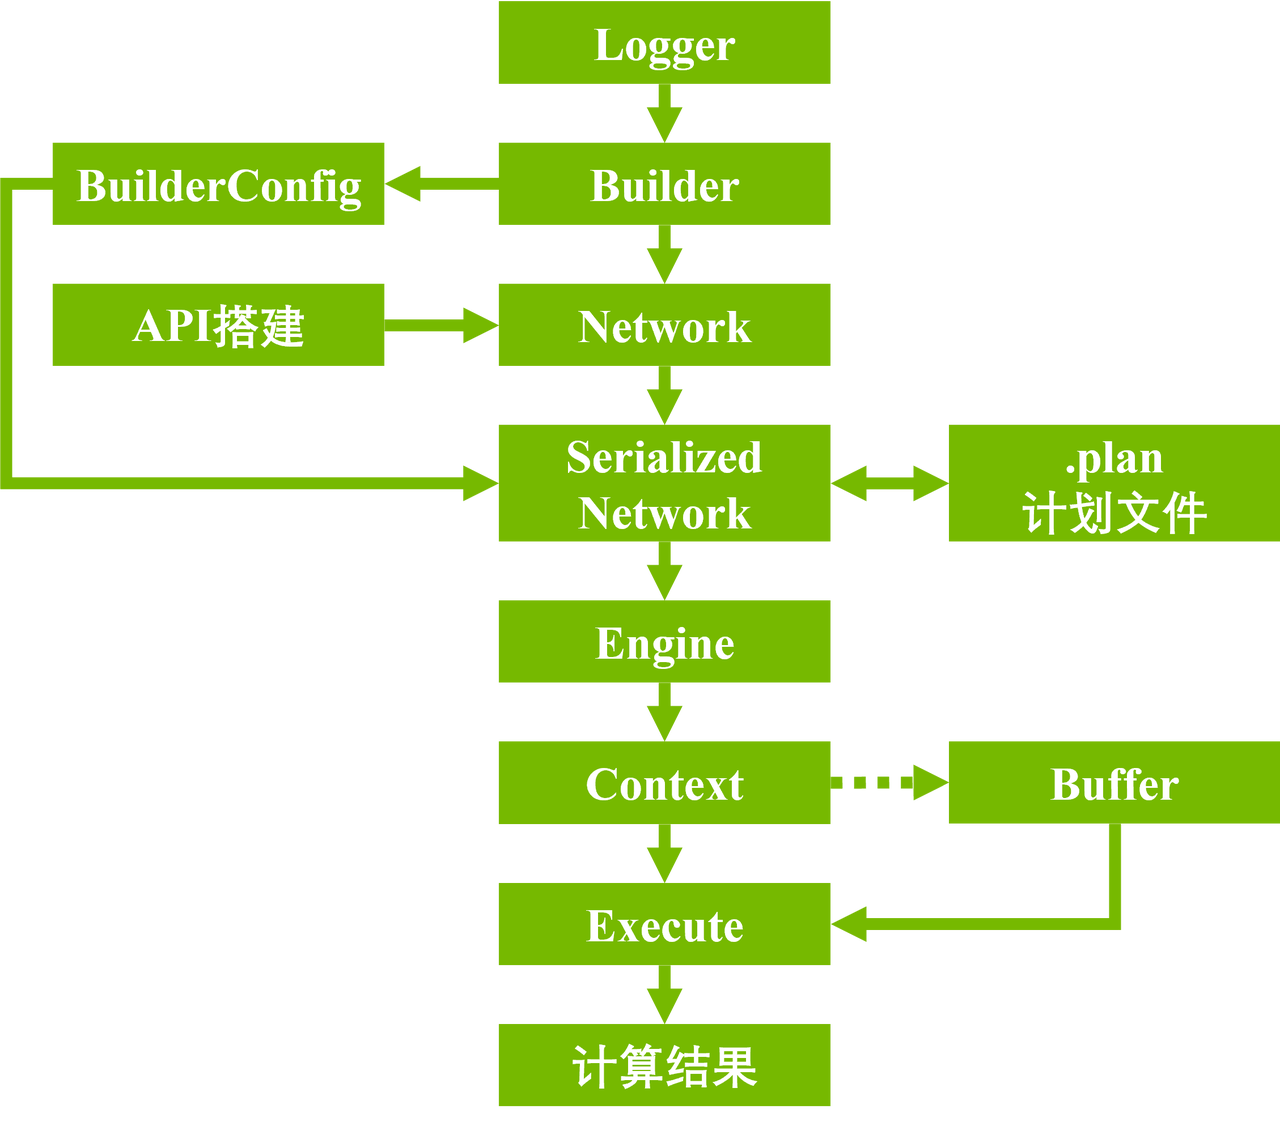 Logger
BuilderConfig
Builder
API搭建
Network
Serialized
Network
.plan
计划文件
Engine
Context
Buffer
Execute
计算结果